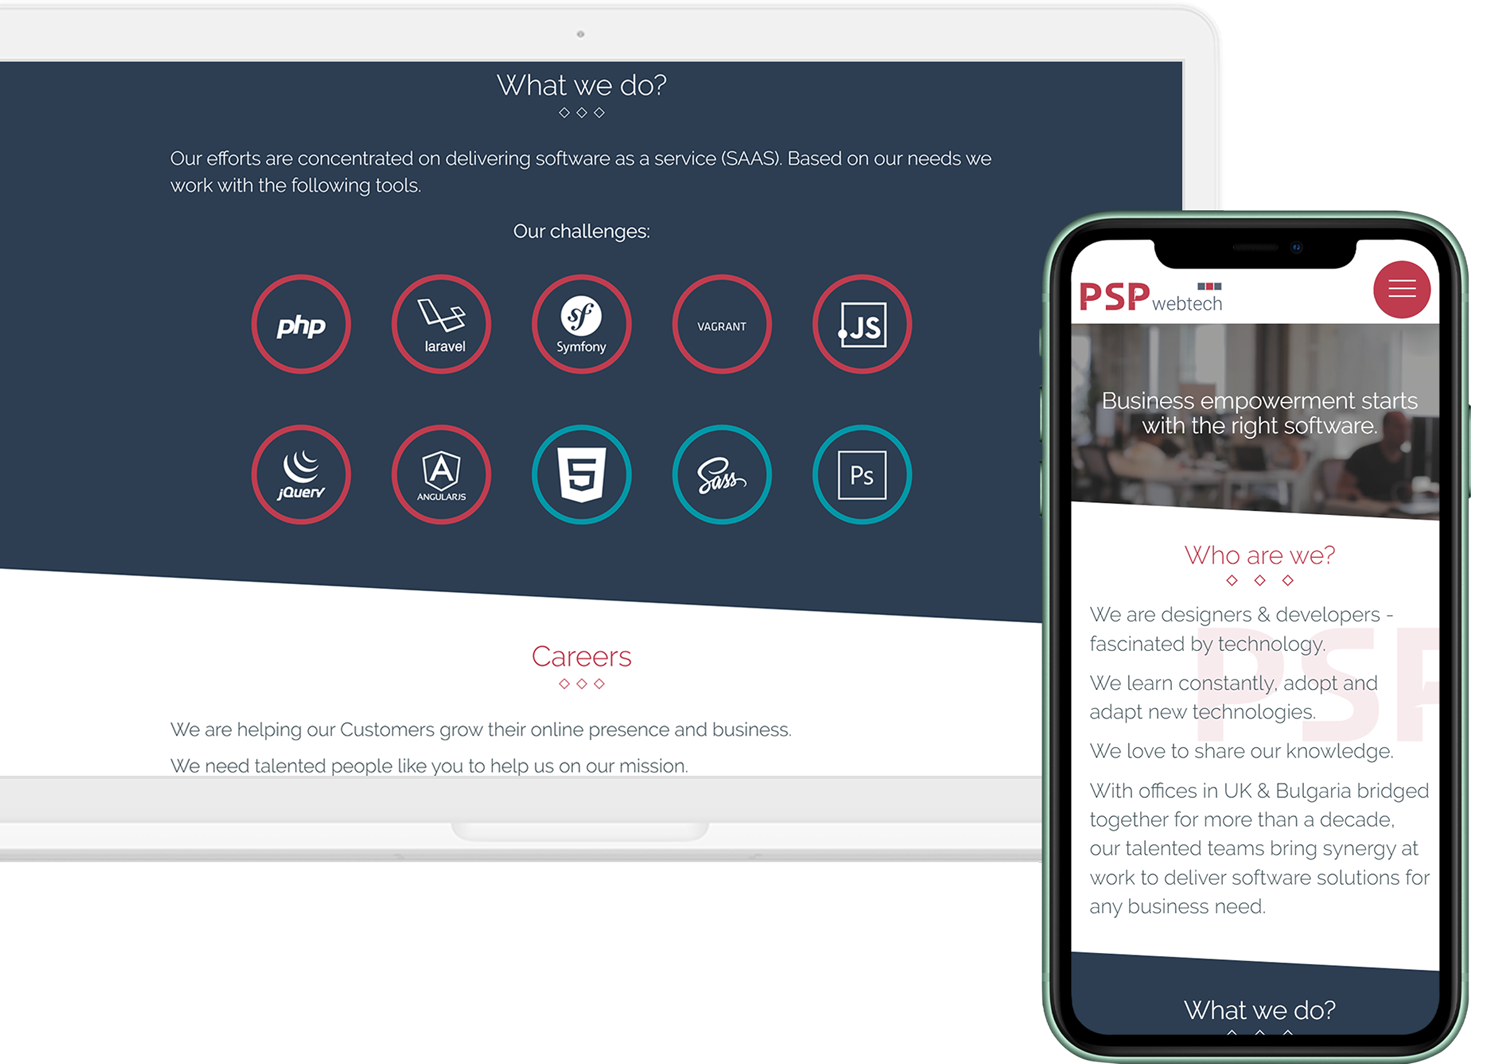 What we do?
Our efforts are concentrated on delivering software as a service (SAAS). Based on our needs we
work with the following tools.
Our challenges:
php
laravel
sf
Symfony
VAGRANT
JS
jQuery
A
ANGULARJS
5
Sass
Ps
Careers
We are helping our Customers grow their online presence and business.
We need talented people like you to help us on our mission.
PSP webtech
Business empowerment starts
with the right software.
Who are we?
We are designers & developers -
fascinated by technology.
PSP
We learn constantly, adopt and
adapt new technologies.
We love to share our knowledge.
With offices in UK & Bulgaria bridged
together for more than a decade,
our talented teams bring synergy at
work to deliver software solutions for
any business need.
What we do?